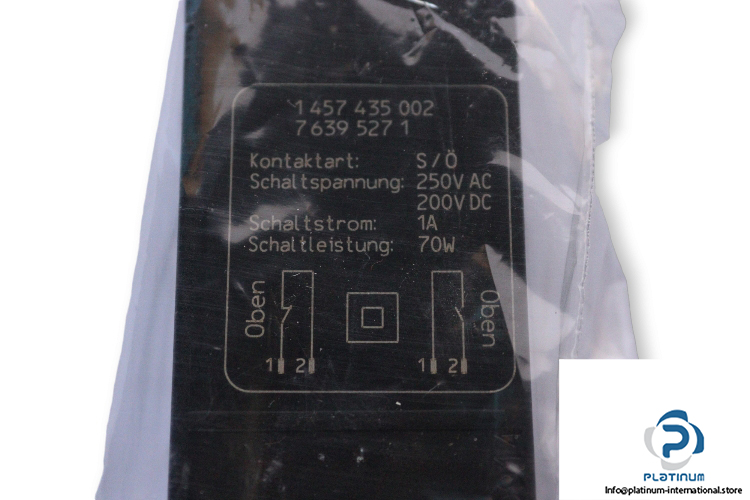 1 457 435 002
7 639 527 1
Kontaktart: S/Ö
Schaltspannung: 250V AC
200V DC
Schaltstrom: 1A
Schaltleistung: 70W
Oben
Oben
1 2
1 2
PLATINUM
Info@platinum-international.store